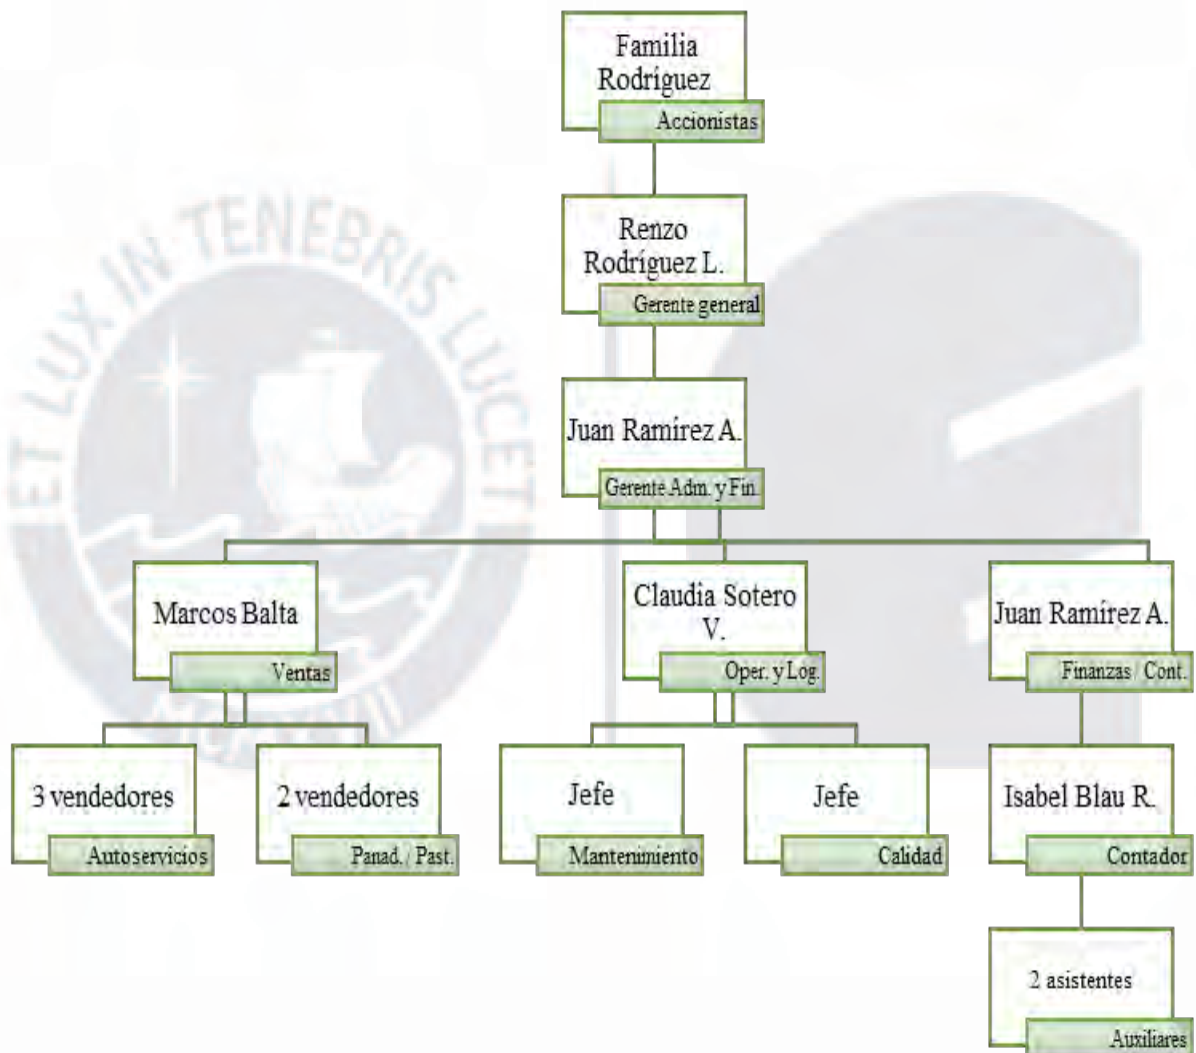 Familia
Rodríguez
Accionistas
Renzo
Rodríguez L.
Gerente general
Juan Ramírez A.
Gerente Adm. y Fin.
Marcos Balta
Ventas
Claudia Sotero
V.
Oper. y Log.
Juan Ramírez A.
Finanzas / Cont.
3 vendedores
Autoservicios
2 vendedores
Panad. / Past.
Jefe
Mantenimiento
Jefe
Calidad
Isabel Blau R.
Contador
2 asistentes
Auxiliares
ET LUX IN TENEBRIS LUCET